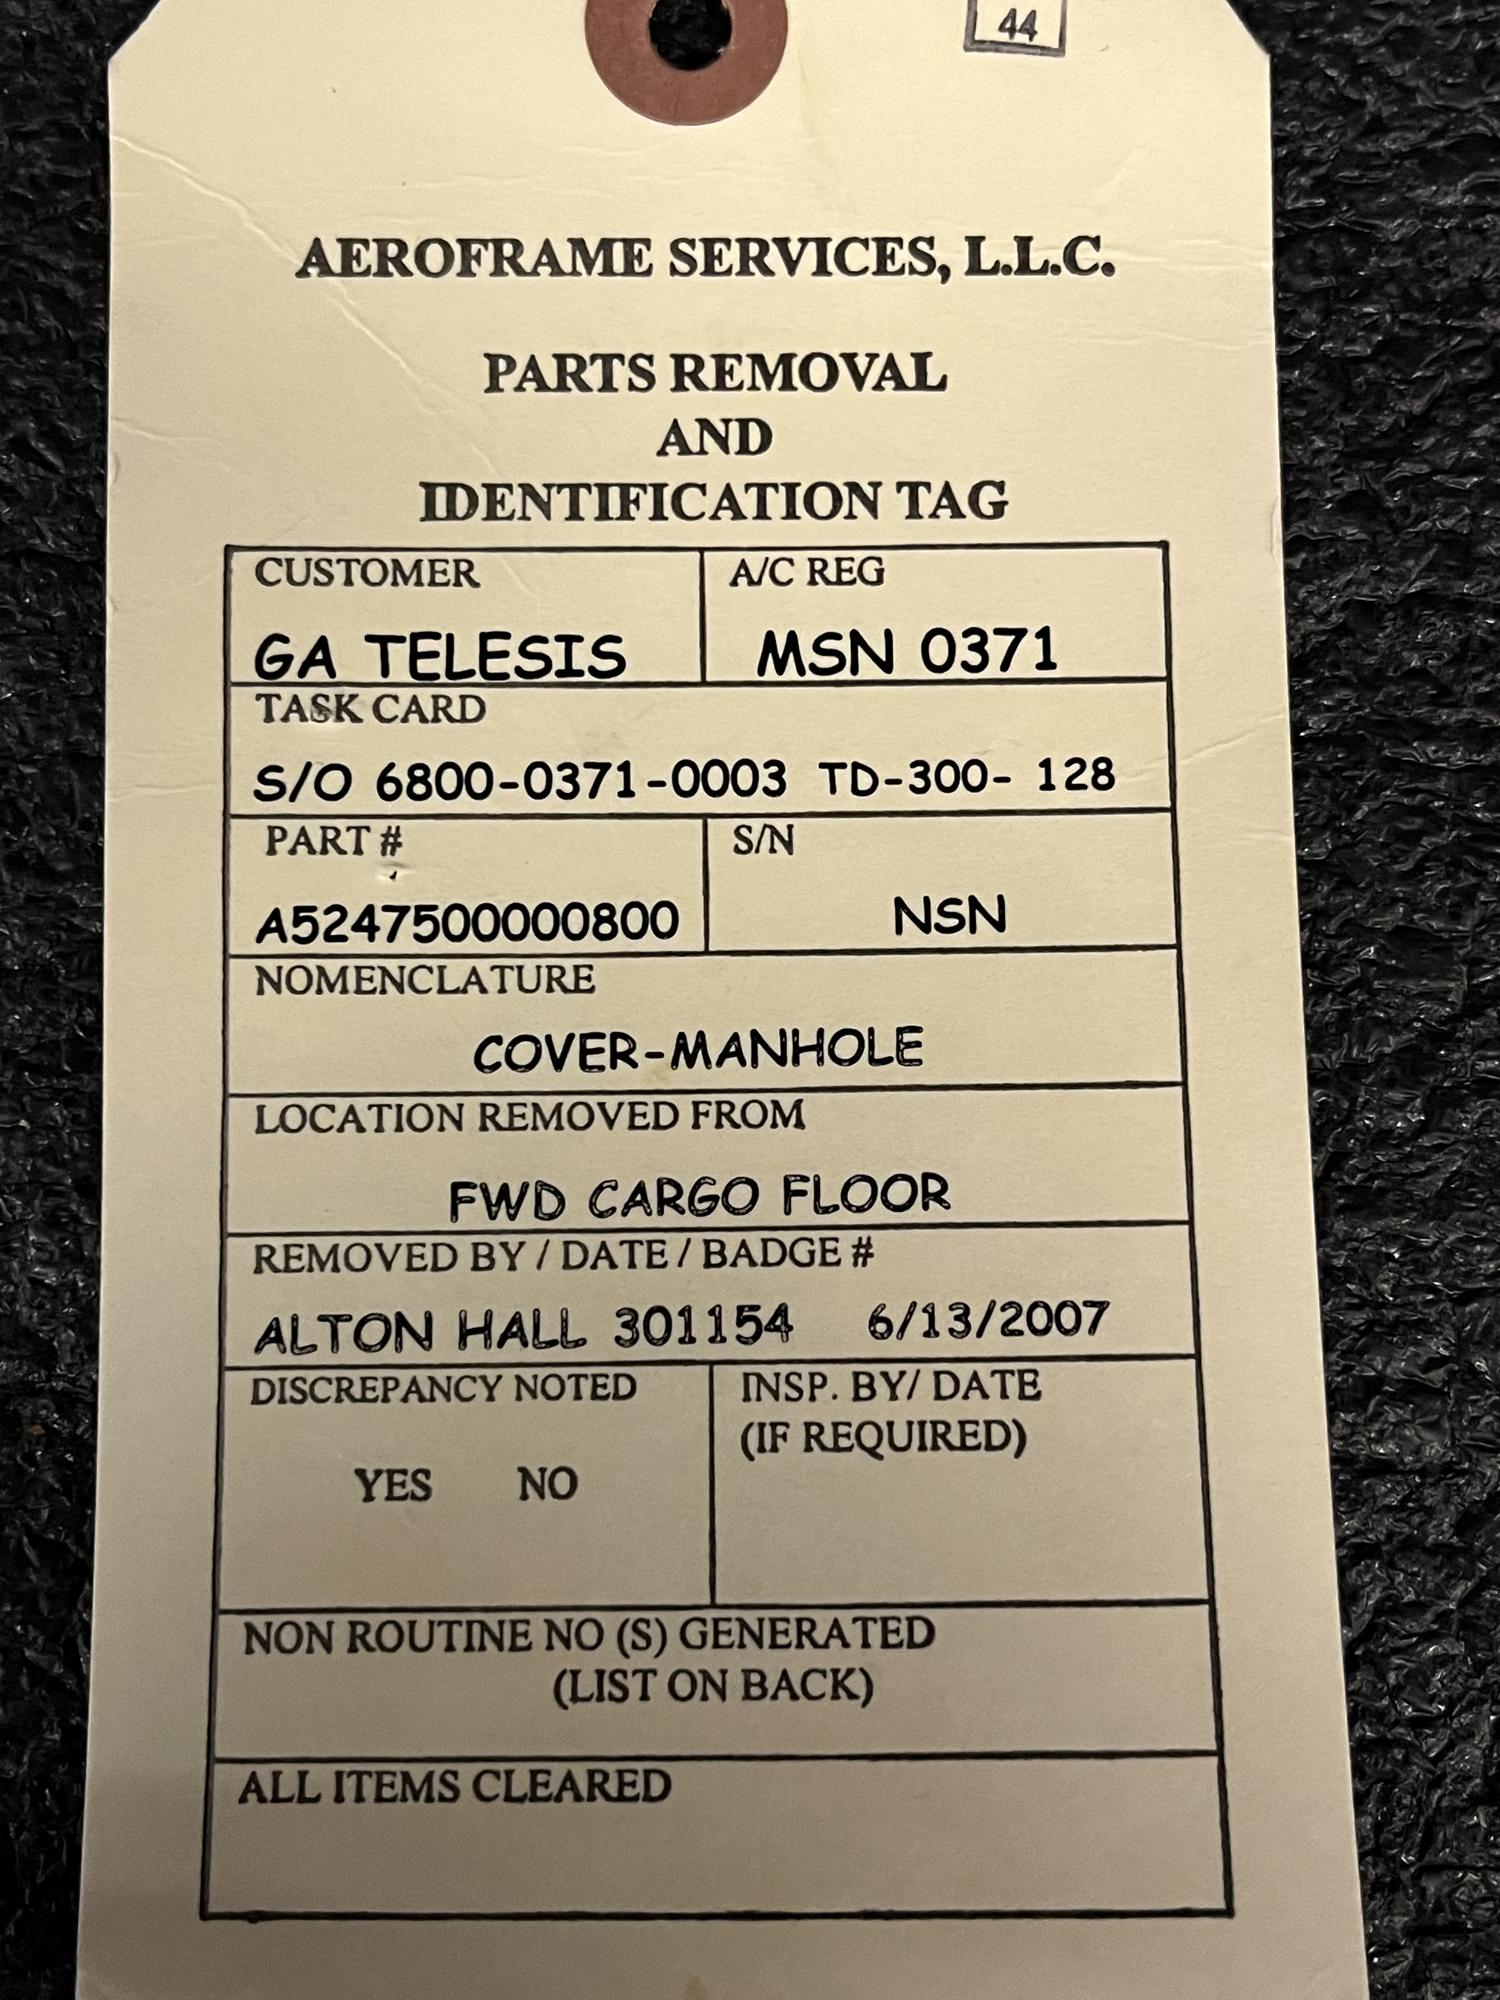 44
AEROFRAME SERVICES, L.L.C.
PARTS REMOVAL
AND
IDENTIFICATION TAG
CUSTOMER A/C REG
GA TELESIS MSN 0371
TASK CARD
S/O 6800-0371-0003 TD-300- 128
PART # S/N
A5247500000800 NSN
NOMENCLATURE
COVER-MANHOLE
LOCATION REMOVED FROM
FWD CARGO FLOOR
REMOVED BY / DATE / BADGE #
ALTON HALL 301154 6/13/2007
DISCREPANCY NOTED INSP. BY/ DATE
(IF REQUIRED)
YES NO
NON ROUTINE NO (S) GENERATED
(LIST ON BACK)
ALL ITEMS CLEARED